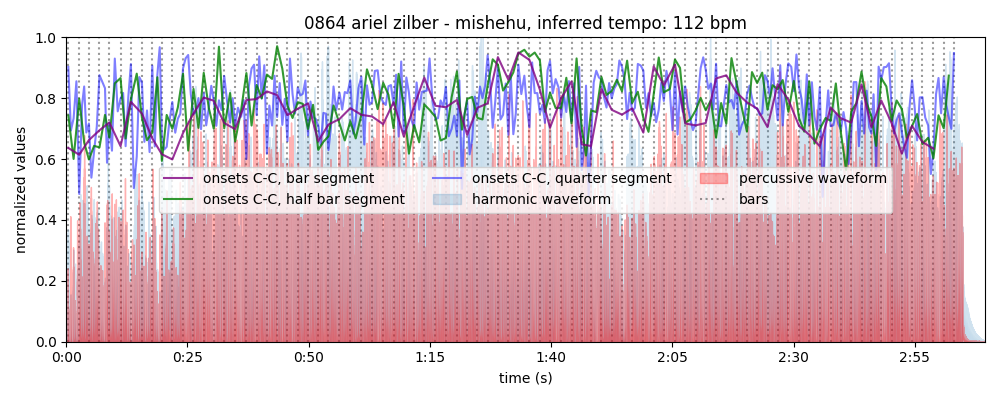 0864 ariel zilber - mishehu, inferred tempo: 112 bpm
normalized values
1.0
0.8
0.6
0.4
0.2
0.0
onsets C-C, bar segment
onsets C-C, half bar segment
onsets C-C, quarter segment
harmonic waveform
percussive waveform
bars
0:00 0:25 0:50 1:15 1:40 2:05 2:30 2:55
time (s)